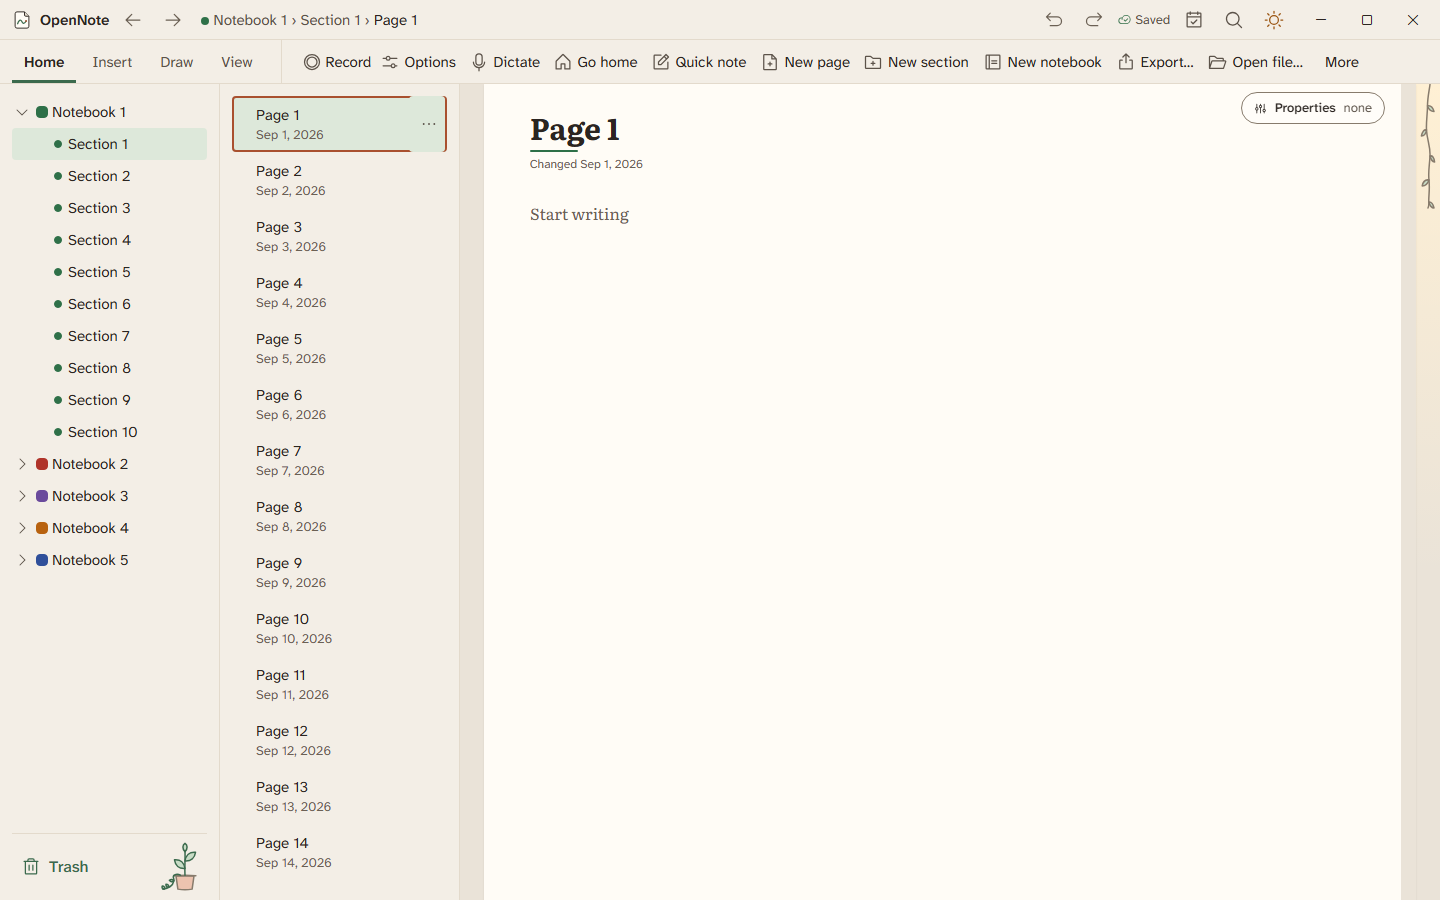 OpenNote
Notebook 1 › Section 1 › Page 1
Saved
Home Insert Draw View
Record Options Dictate Go home Quick note New page New section New notebook Export... Open file... More
Notebook 1
Section 1
Section 2
Section 3
Section 4
Section 5
Section 6
Section 7
Section 8
Section 9
Section 10
Notebook 2
Notebook 3
Notebook 4
Notebook 5
Trash
Page 1
Sep 1, 2026
Page 2
Sep 2, 2026
Page 3
Sep 3, 2026
Page 4
Sep 4, 2026
Page 5
Sep 5, 2026
Page 6
Sep 6, 2026
Page 7
Sep 7, 2026
Page 8
Sep 8, 2026
Page 9
Sep 9, 2026
Page 10
Sep 10, 2026
Page 11
Sep 11, 2026
Page 12
Sep 12, 2026
Page 13
Sep 13, 2026
Page 14
Sep 14, 2026
Properties none
Page 1
Changed Sep 1, 2026
Start writing